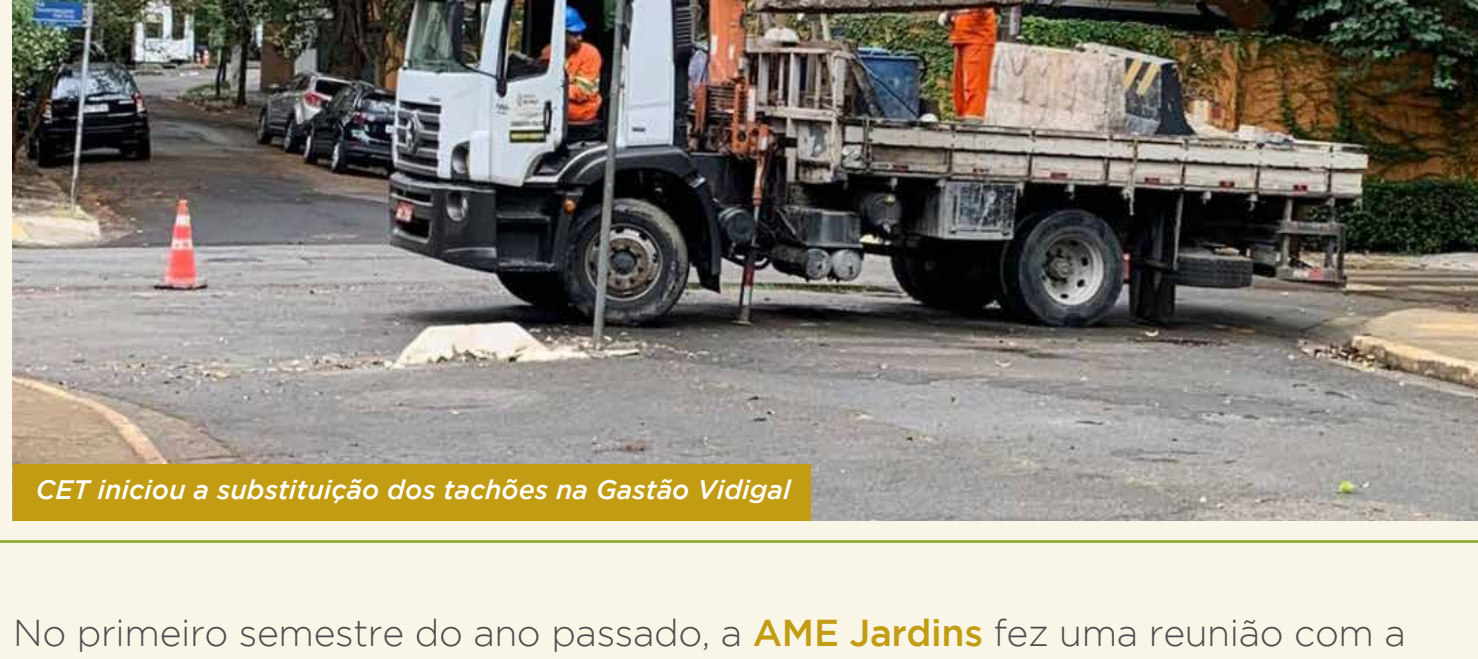 CET iniciou a substituição dos tachões na Gastão Vidigal
No primeiro semestre do ano passado, a AME Jardins fez uma reunião com a